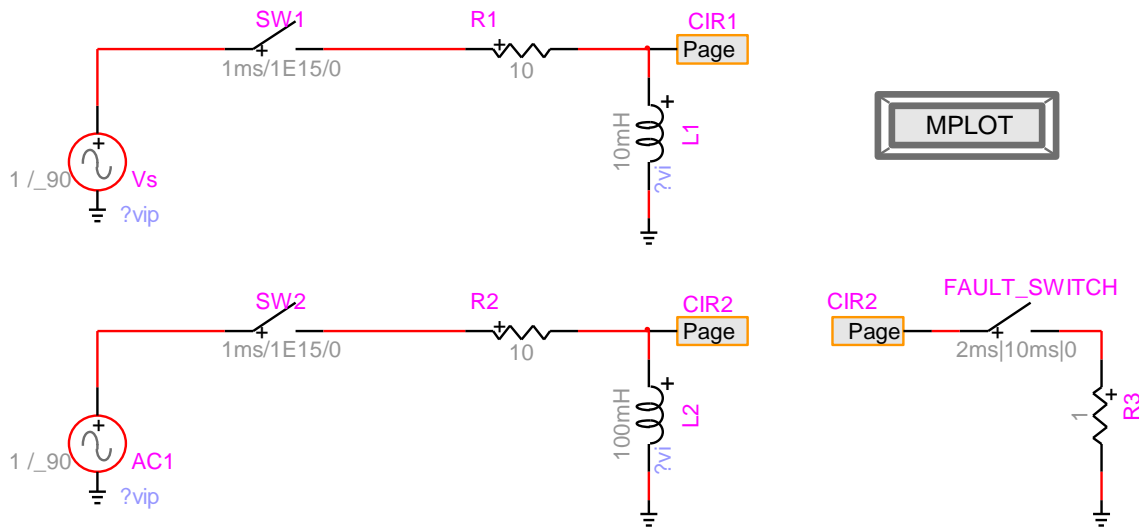 SW1
R1
CIR1
+
+
Page
1ms/1E15/0
10
+
10mH
L1
?vi
MPLOT
+
1 /_90
Vs
?vip
SW2
R2
CIR2
+
+
Page
1ms/1E15/0
10
+
100mH
L2
?vi
+
1 /_90
AC1
?vip
CIR2
FAULT_SWITCH
Page
+
2ms|10ms|0
+
1
R3